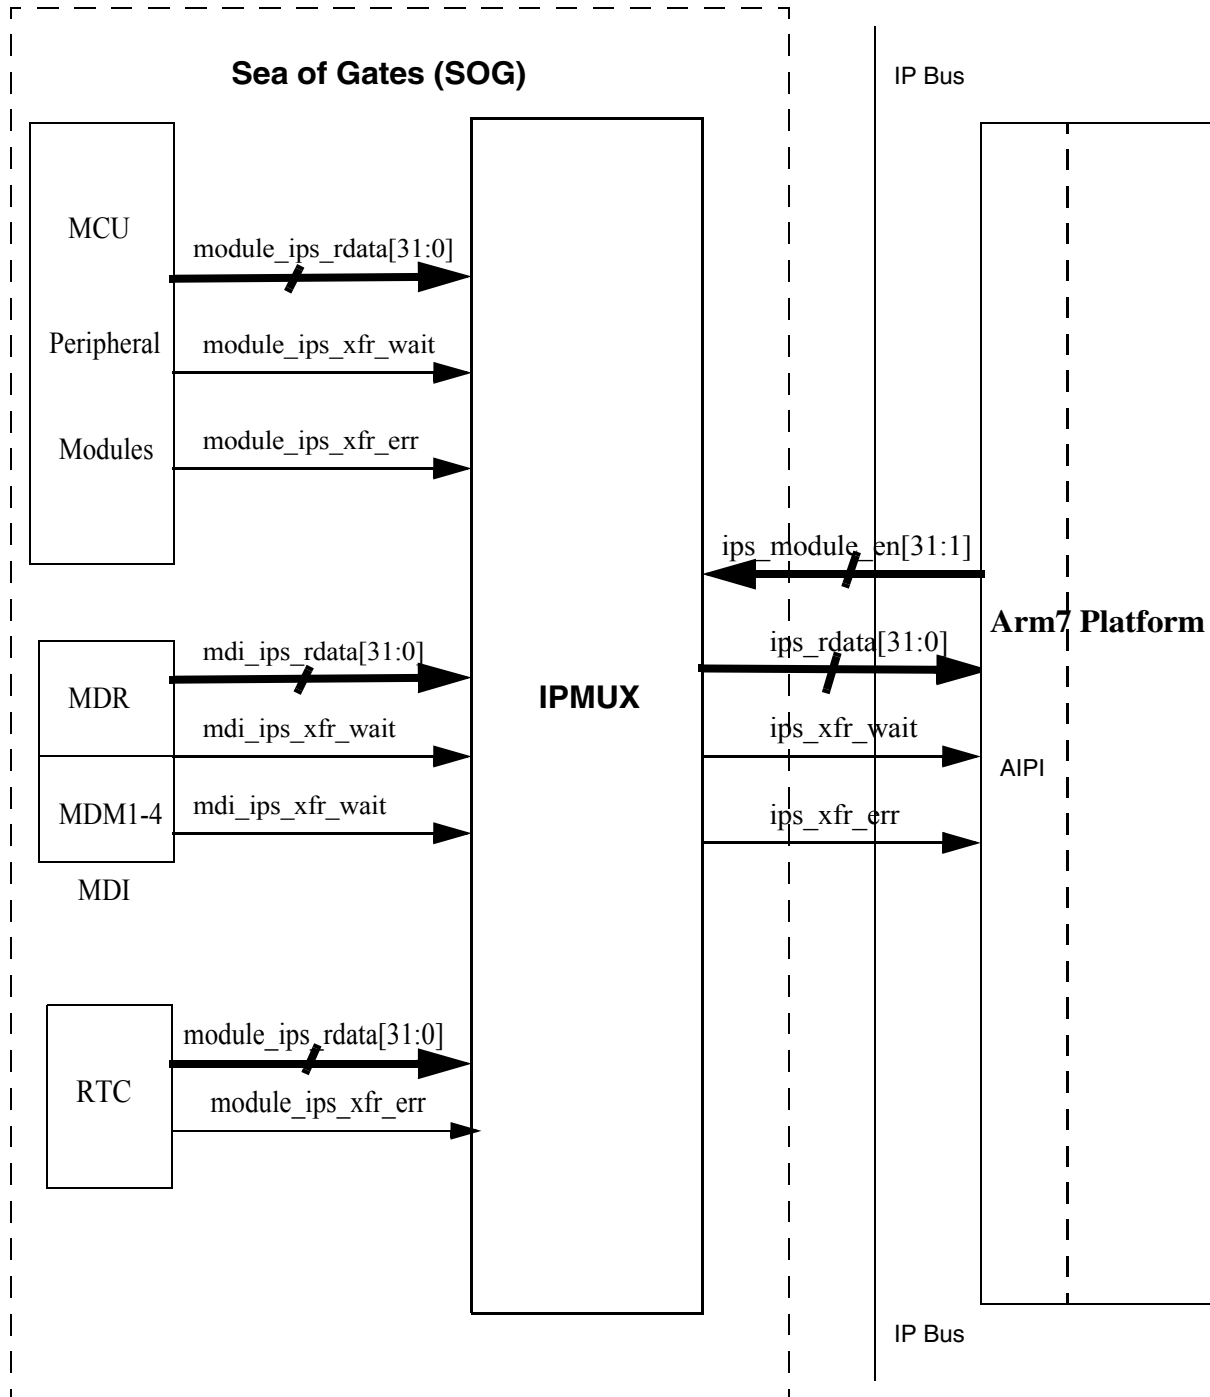 Sea of Gates (SOG)
IP Bus
MCU
Peripheral
Modules
module_ips_rdata[31:0]
module_ips_xfr_wait
module_ips_xfr_err
ips_module_en[31:1]
ips_rdata[31:0]
ips_xfr_wait
ips_xfr_err
Arm7 Platform
AIPI
IPMUX
MDR
MDM1-4
MDI
mdi_ips_rdata[31:0]
mdi_ips_xfr_wait
mdi_ips_xfr_wait
RTC
module_ips_rdata[31:0]
module_ips_xfr_err
IP Bus